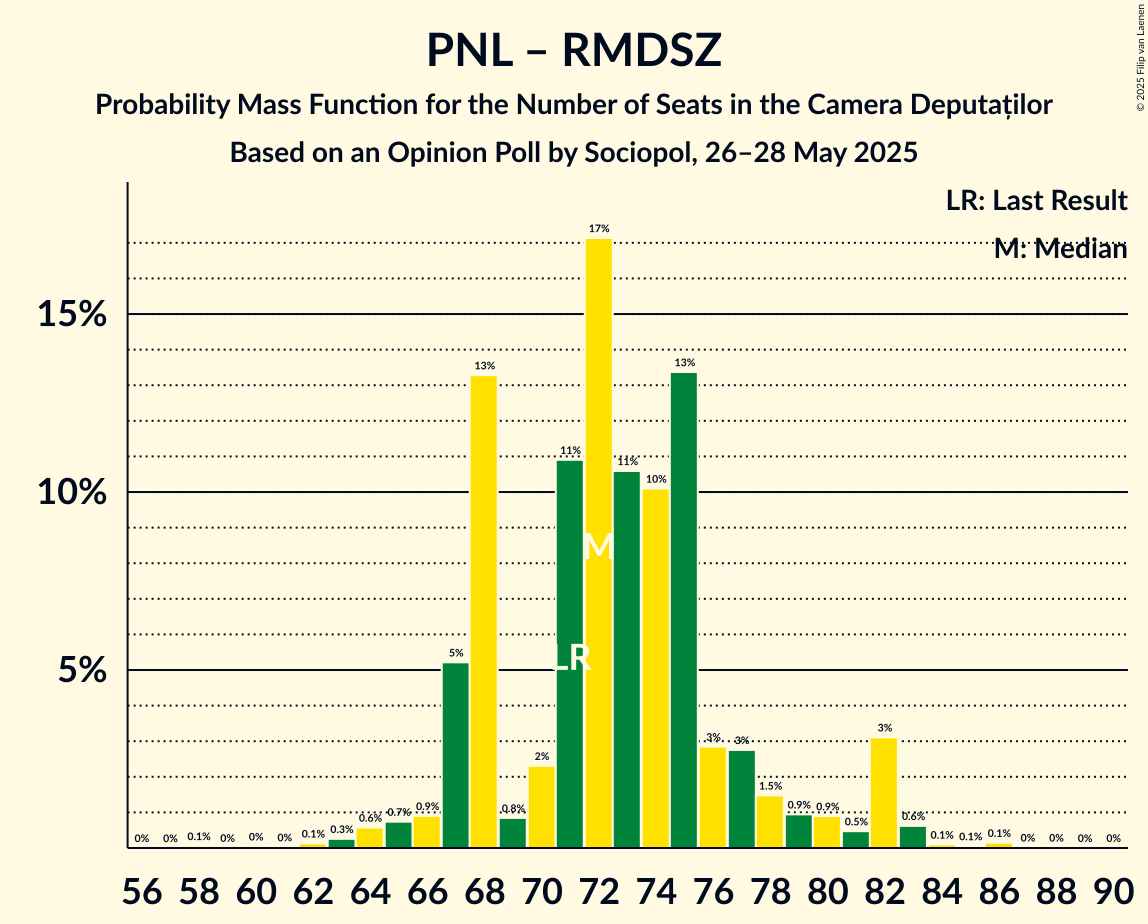 PNL – RMDSZ
Probability Mass Function for the Number of Seats in the Camera Deputaților
Based on an Opinion Poll by Sociopol, 26–28 May 2025
© 2025 Filip van Laenen
LR: Last Result
M: Median
15%
10%
5%
0% 0% 0.1% 0% 0% 0% 0.1% 0.3% 0.6% 0.7% 0.9% 5% 13% 0.8% 2% 11% 17% 11% 10% 13% 3% 3% 1.5% 0.9% 0.9% 0.5% 3% 0.6% 0.1% 0.1% 0.1% 0% 0% 0% 0%
M
LR
56 58 60 62 64 66 68 70 72 74 76 78 80 82 84 86 88 90